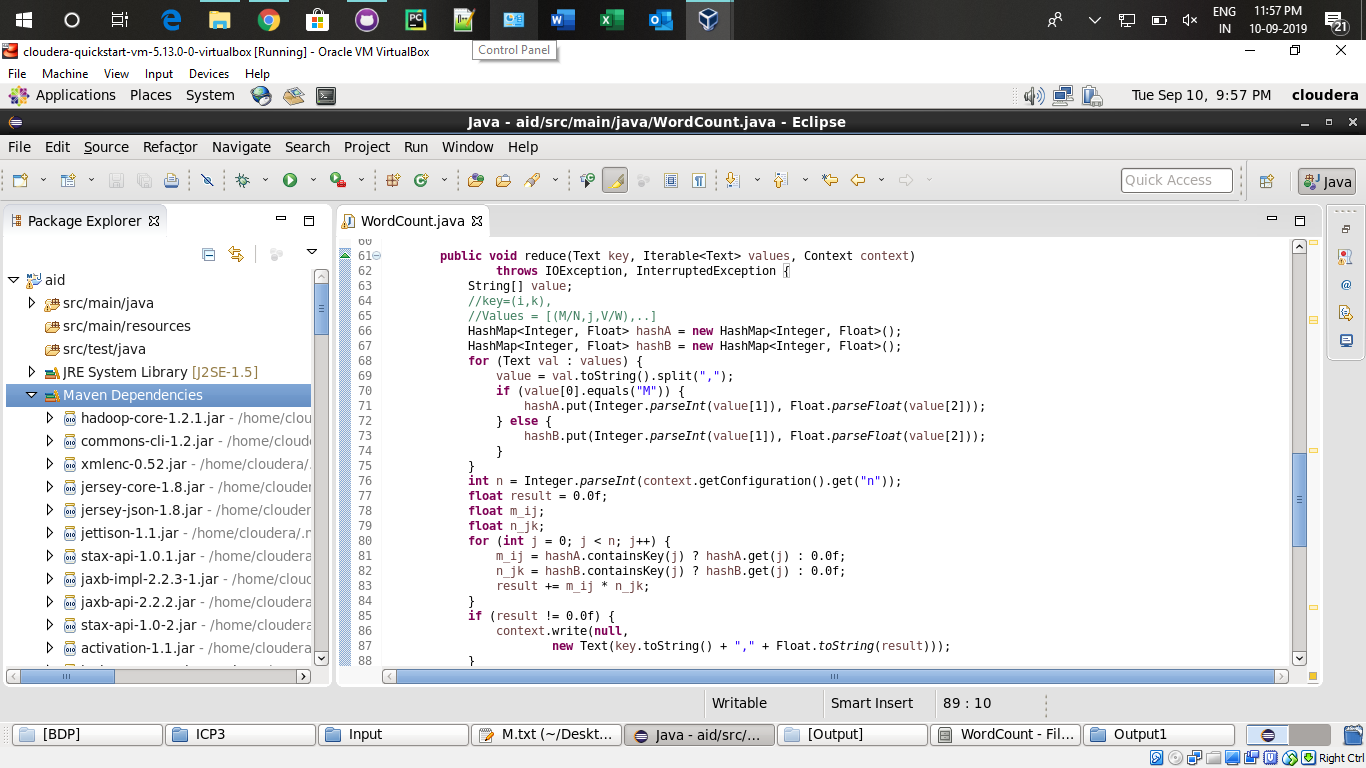 ENG
11:57 PM
IN
10-09-2019
21
cloudera-quickstart-vm-5.13.0-0-virtualbox [Running] - Oracle VM VirtualBox
Control Panel
File Machine View Input Devices Help
Applications Places System
Tue Sep 10, 9:57 PM cloudera
Java - aid/src/main/java/WordCount.java - Eclipse
File Edit Source Refactor Navigate Search Project Run Window Help
Quick Access
Java
Package Explorer
aid
src/main/java
src/main/resources
src/test/java
JRE System Library [J2SE-1.5]
Maven Dependencies
hadoop-core-1.2.1.jar - /home/clou
commons-cli-1.2.jar - /home/cloud
xmlenc-0.52.jar - /home/cloudera/.
jersey-core-1.8.jar - /home/clouder
jersey-json-1.8.jar - /home/clouder
jettison-1.1.jar - /home/cloudera/.m
stax-api-1.0.1.jar - /home/cloudera
jaxb-impl-2.2.3-1.jar - /home/cloud
jaxb-api-2.2.2.jar - /home/cloudera
stax-api-1.0-2.jar - /home/cloudera
activation-1.1.jar - /home/cloudera
WordCount.java
60
61 public void reduce(Text key, Iterable<Text> values, Context context)
62 throws IOException, InterruptedException {
63 String[] value;
64 //key=(i,k),
65 //Values = [(M/N,j,V/W),..]
66 HashMap<Integer, Float> hashA = new HashMap<Integer, Float>();
67 HashMap<Integer, Float> hashB = new HashMap<Integer, Float>();
68 for (Text val : values) {
69 value = val.toString().split(",");
70 if (value[0].equals("M")) {
71 hashA.put(Integer.parseInt(value[1]), Float.parseFloat(value[2]));
72 } else {
73 hashB.put(Integer.parseInt(value[1]), Float.parseFloat(value[2]));
74 }
75 }
76 int n = Integer.parseInt(context.getConfiguration().get("n"));
77 float result = 0.0f;
78 float m_ij;
79 float n_jk;
80 for (int j = 0; j < n; j++) {
81 m_ij = hashA.containsKey(j) ? hashA.get(j) : 0.0f;
82 n_jk = hashB.containsKey(j) ? hashB.get(j) : 0.0f;
83 result += m_ij * n_jk;
84 }
85 if (result != 0.0f) {
86 context.write(null,
87 new Text(key.toString() + "," + Float.toString(result)));
88 }
Writable Smart Insert 89 : 10
[BDP] ICP3 Input M.txt (~/Deskt... Java - aid/src/... [Output] WordCount - Fil... Output1
Right Ctrl